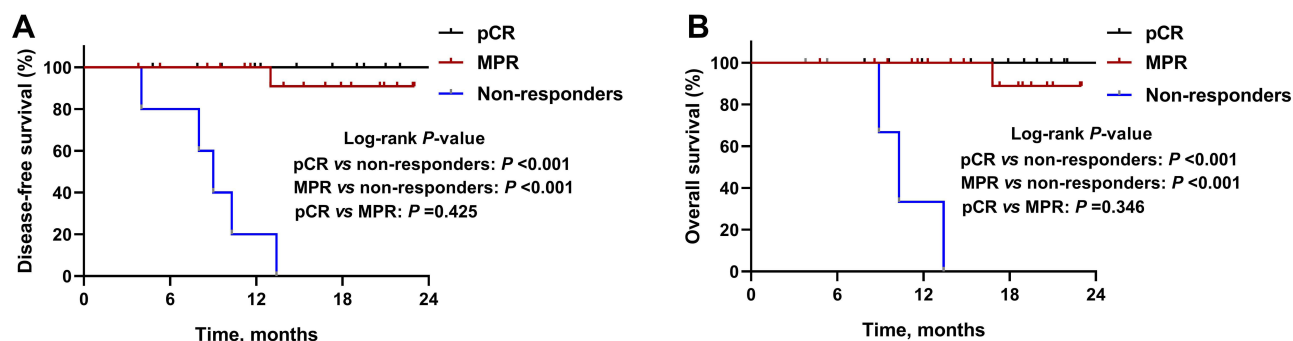 A
Disease-free survival (%)
100
80
60
40
20
0
0 6 12 18 24
Time, months
pCR
MPR
Non-responders
Log-rank P-value
pCR vs non-responders: P <0.001
MPR vs non-responders: P <0.001
pCR vs MPR: P =0.425
B
Overall survival (%)
100
80
60
40
20
0
0 6 12 18 24
Time, months
pCR
MPR
Non-responders
Log-rank P-value
pCR vs non-responders: P <0.001
MPR vs non-responders: P <0.001
pCR vs MPR: P =0.346